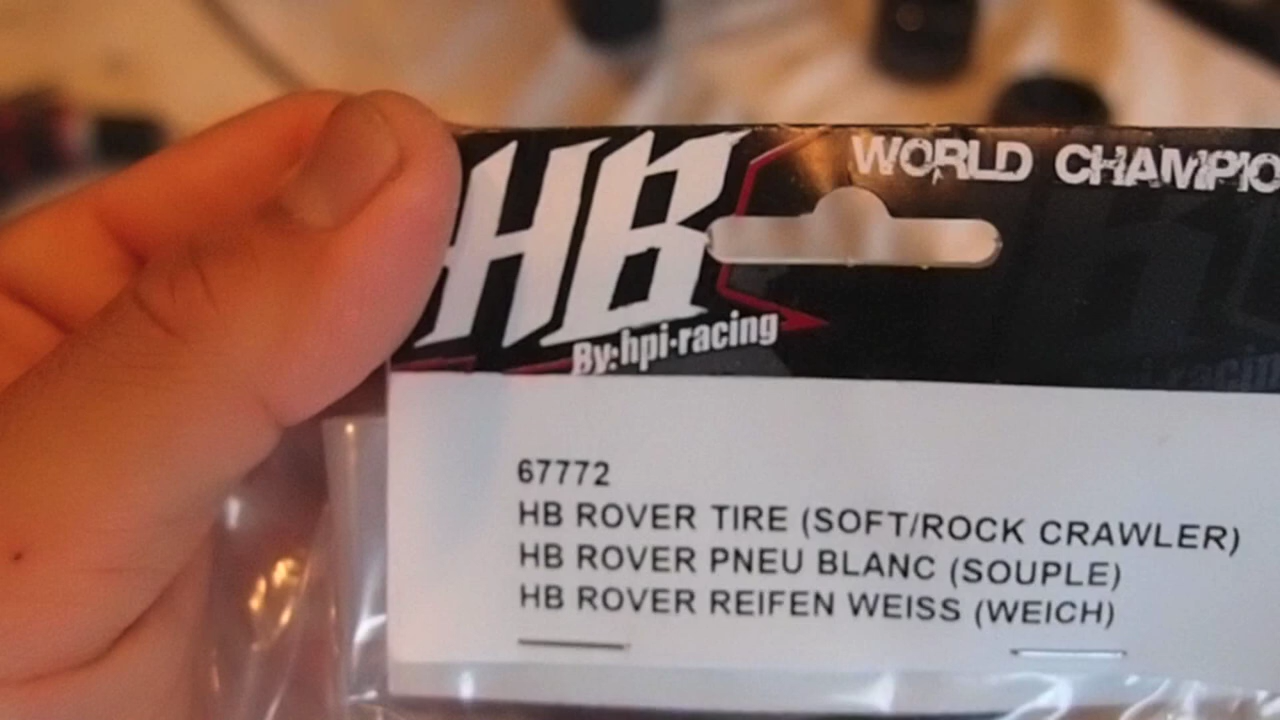 HB
WORLD CHAMPIO
By:hpi-racing
67772
HB ROVER TIRE (SOFT/ROCK CRAWLER)
HB ROVER PNEU BLANC (SOUPLE)
HB ROVER REIFEN WEISS (WEICH)